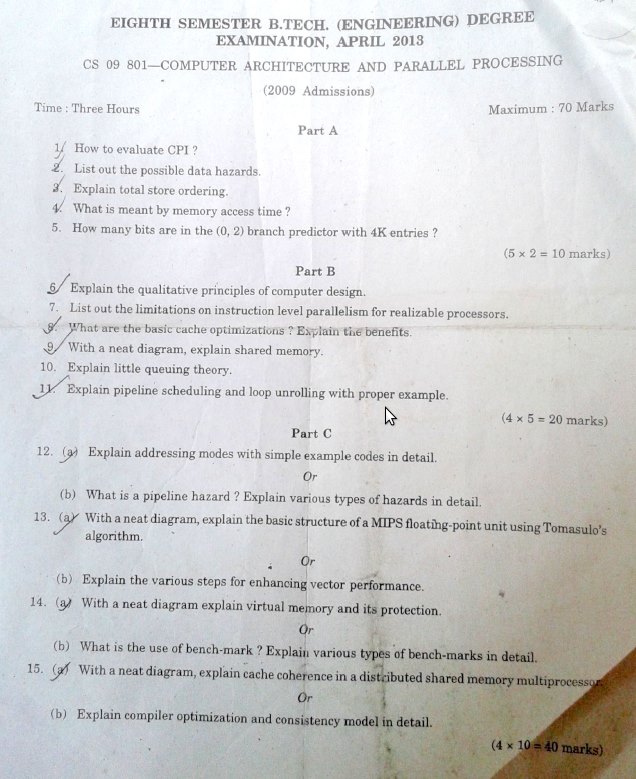 EIGHTH SEMESTER B.TECH. (ENGINEERING) DEGREE
EXAMINATION, APRIL 2013
CS 09 801—COMPUTER ARCHITECTURE AND PARALLEL PROCESSING
(2009 Admissions)
Time : Three Hours Maximum : 70 Marks
Part A
1. How to evaluate CPI ?
2. List out the possible data hazards.
3. Explain total store ordering.
4. What is meant by memory access time ?
5. How many bits are in the (0, 2) branch predictor with 4K entries ?
(5 × 2 = 10 marks)
Part B
6. Explain the qualitative principles of computer design.
7. List out the limitations on instruction level parallelism for realizable processors.
8. What are the basic cache optimizations ? Explain the benefits.
9. With a neat diagram, explain shared memory.
10. Explain little queuing theory.
11. Explain pipeline scheduling and loop unrolling with proper example.
(4 × 5 = 20 marks)
Part C
12. (a) Explain addressing modes with simple example codes in detail.
Or
(b) What is a pipeline hazard ? Explain various types of hazards in detail.
13. (a) With a neat diagram, explain the basic structure of a MIPS floating-point unit using Tomasulo's
algorithm.
Or
(b) Explain the various steps for enhancing vector performance.
14. (a) With a neat diagram explain virtual memory and its protection.
Or
(b) What is the use of bench-mark ? Explain various types of bench-marks in detail.
15. (a) With a neat diagram, explain cache coherence in a distributed shared memory multiprocessor.
Or
(b) Explain compiler optimization and consistency model in detail.
(4 × 10 = 40 marks)